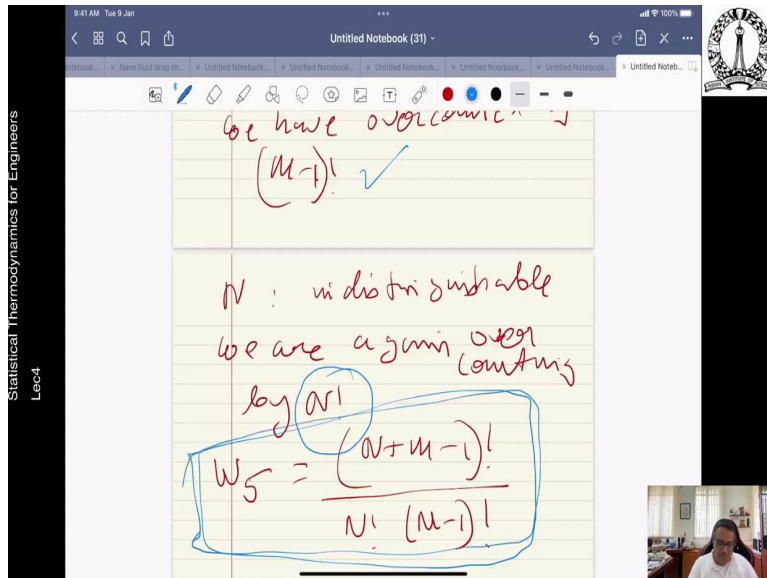 9:41 AM Tue 9 Jan
100%
Untitled Notebook (31)
otebook...
Nano fluid drop im...
Untitled Notebook...
Untitled Notebook...
Untitled Notebook...
Untitled Notebook...
Untitled Notebook...
Untitled Noteb...
Statistical Thermodynamics for Engineers
Lec4
we have
(M-1)! ✓
N : indistinguishable
we are again over
counting
by N!
W5 = (N+M-1)!
N! (M-1)!